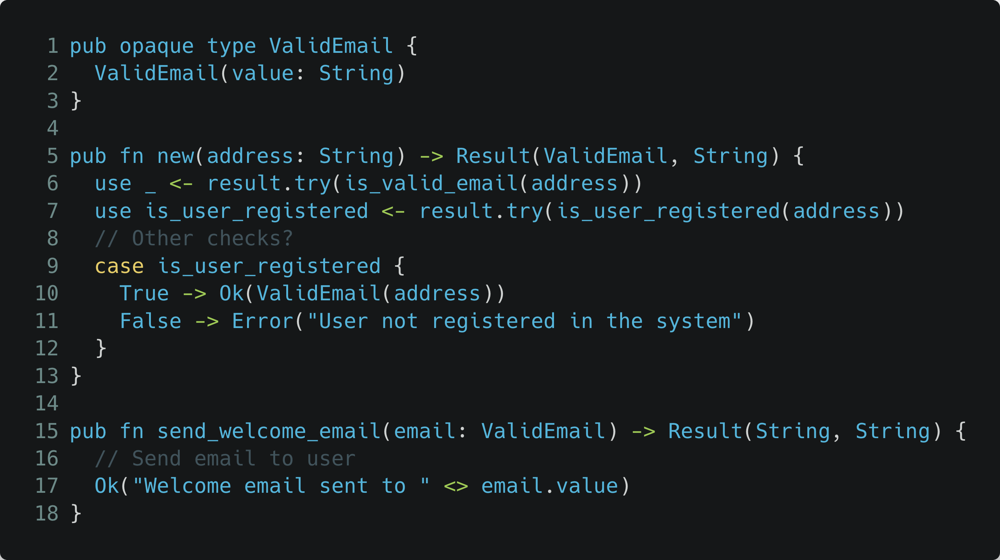 1 pub opaque type ValidEmail {
2   ValidEmail(value: String)
3 }
4
5 pub fn new(address: String) -> Result(ValidEmail, String) {
6   use _ <- result.try(is_valid_email(address))
7   use is_user_registered <- result.try(is_user_registered(address))
8   // Other checks?
9   case is_user_registered {
10     True -> Ok(ValidEmail(address))
11     False -> Error("User not registered in the system")
12   }
13 }
14
15 pub fn send_welcome_email(email: ValidEmail) -> Result(String, String) {
16   // Send email to user
17   Ok("Welcome email sent to " <> email.value)
18 }